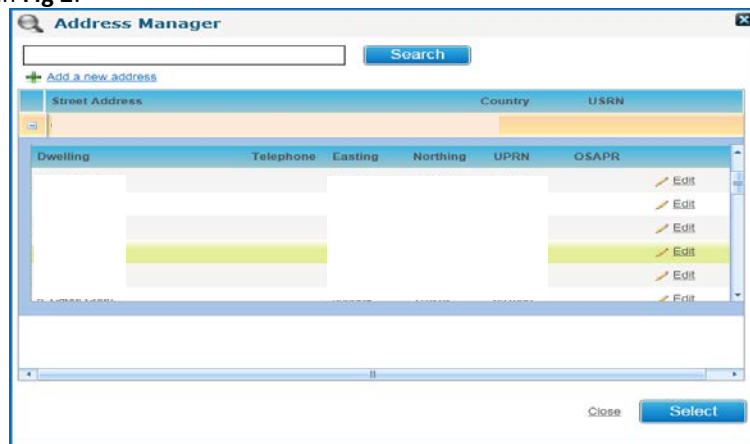 Fig 2.
Address Manager
Search
Add a new address
Street Address Country USRN
Dwelling Telephone Easting Northing UPRN OSAPR
Edit
Edit
Edit
Edit
Edit
Edit
Close Select